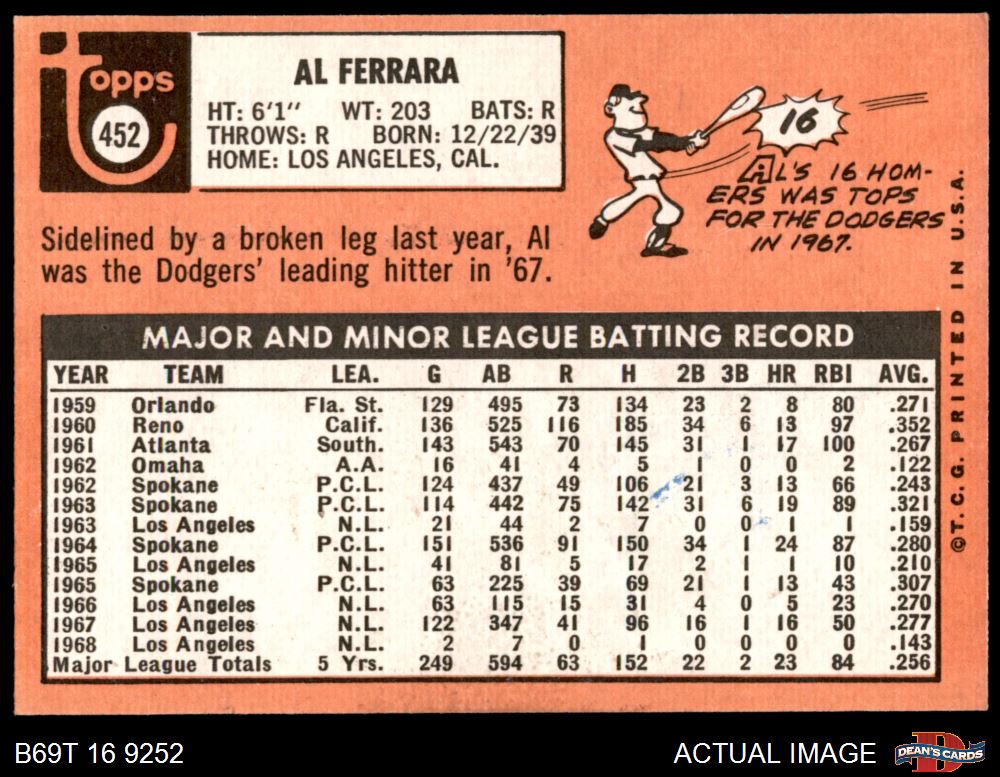 Topps
452
AL FERRARA
HT: 6'1" WT: 203 BATS: R
THROWS: R BORN: 12/22/39
HOME: LOS ANGELES, CAL.
16
AL'S 16 HOM-
ERS WAS TOPS
FOR THE DODGERS
IN 1967.
Sidelined by a broken leg last year, Al
was the Dodgers' leading hitter in '67.
MAJOR AND MINOR LEAGUE BATTING RECORD
YEAR TEAM LEA. G AB R H 2B 3B HR RBI AVG.
1959 Orlando Fla. St. 129 495 73 134 23 2 8 80 .271
1960 Reno Calif. 136 525 116 185 34 6 13 97 .352
1961 Atlanta South. 143 543 70 145 31 1 17 100 .267
1962 Omaha A.A. 16 41 4 5 1 0 0 2 .122
1962 Spokane P.C.L. 124 437 49 106 21 3 13 66 .243
1963 Spokane P.C.L. 114 442 75 142 31 6 19 89 .321
1963 Los Angeles N.L. 21 44 2 7 0 0 1 1 .159
1964 Spokane P.C.L. 151 536 91 150 34 1 24 87 .280
1965 Los Angeles N.L. 41 81 5 17 2 1 1 10 .210
1965 Spokane P.C.L. 63 225 39 69 21 1 13 43 .307
1966 Los Angeles N.L. 63 115 15 31 4 0 5 23 .270
1967 Los Angeles N.L. 122 347 41 96 16 1 16 50 .277
1968 Los Angeles N.L. 2 7 0 1 0 0 0 0 .143
Major League Totals 5 Yrs. 249 594 63 152 22 2 23 84 .256
©T.C.G. PRINTED IN U.S.A.
B69T 16 9252
ACTUAL IMAGE
DEAN'S CARDS